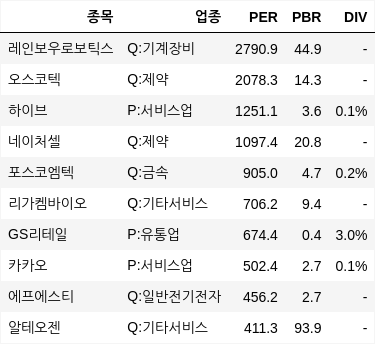 종목 업종 PER PBR DIV
레인보우로보틱스 Q:기계장비 2790.9 44.9 -
오스코텍 Q:제약 2078.3 14.3 -
하이브 P:서비스업 1251.1 3.6 0.1%
네이처셀 Q:제약 1097.4 20.8 -
포스코엠텍 Q:금속 905.0 4.7 0.2%
리가켐바이오 Q:기타서비스 706.2 9.4 -
GS리테일 P:유통업 674.4 0.4 3.0%
카카오 P:서비스업 502.4 2.7 0.1%
에프에스티 Q:일반전기전자 456.2 2.7 -
알테오젠 Q:기타서비스 411.3 93.9 -